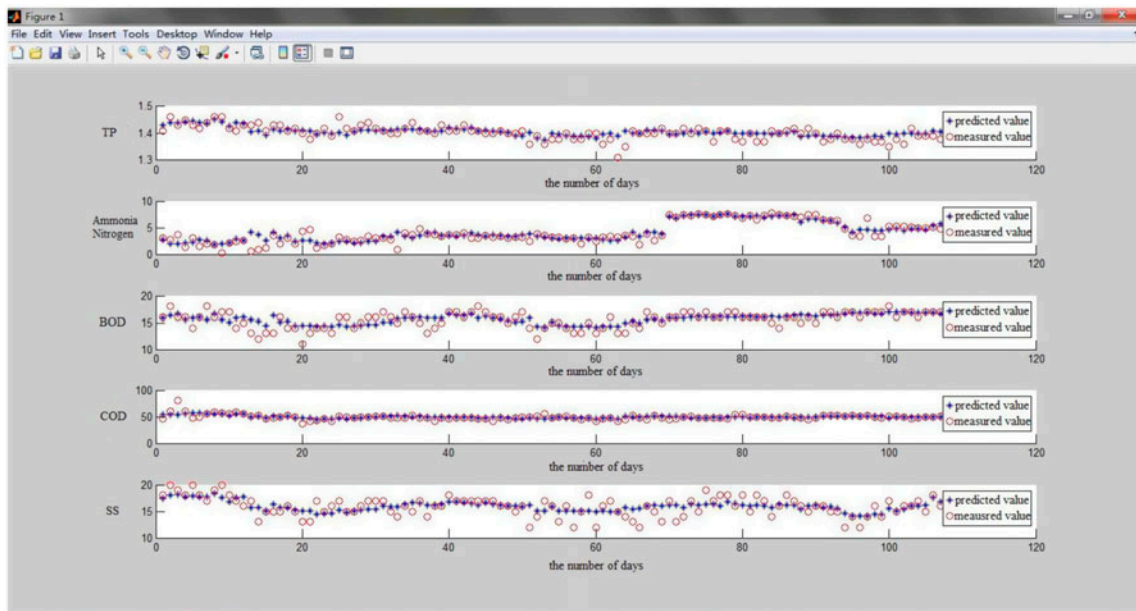 Figure 1
File Edit View Insert Tools Desktop Window Help
1.5
1.4
1.3
TP
0 20 40 60 80 100 120
the number of days
predicted value
measured value
10
5
0
Ammonia
Nitrogen
0 20 40 60 80 100 120
the number of days
predicted value
measured value
20
15
10
BOD
0 20 40 60 80 100 120
the number of days
predicted value
measured value
100
50
0
COD
0 20 40 60 80 100 120
the number of days
predicted value
measured value
20
15
10
SS
0 20 40 60 80 100 120
the number of days
predicted value
meausred value